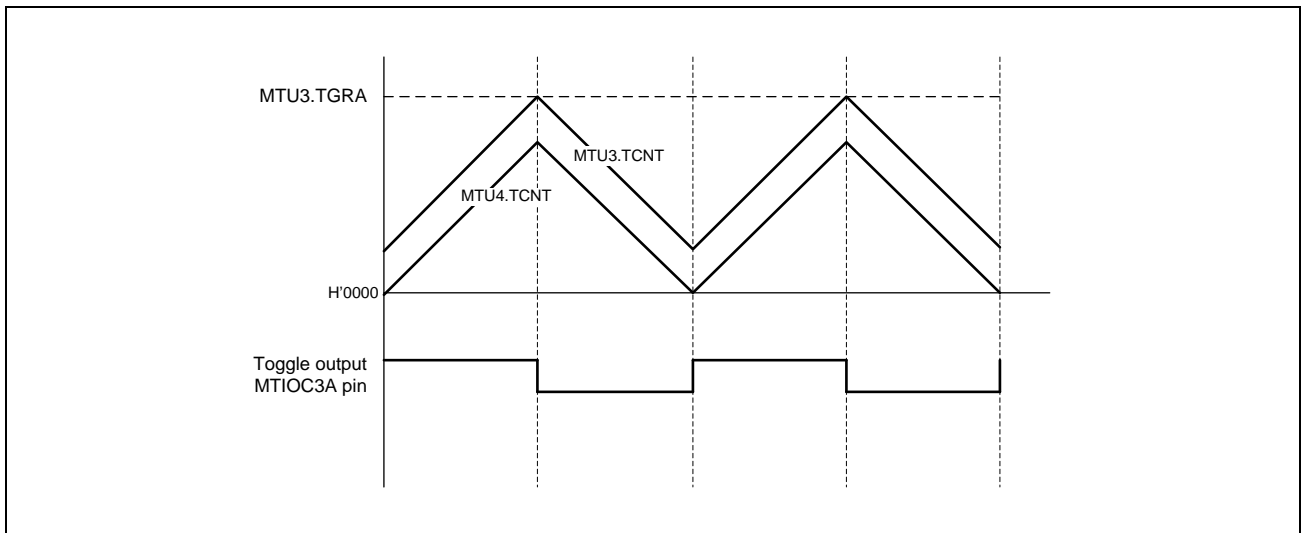 MTU3.TGRA
MTU3.TCNT
MTU4.TCNT
H'0000
Toggle output
MTIOC3A pin